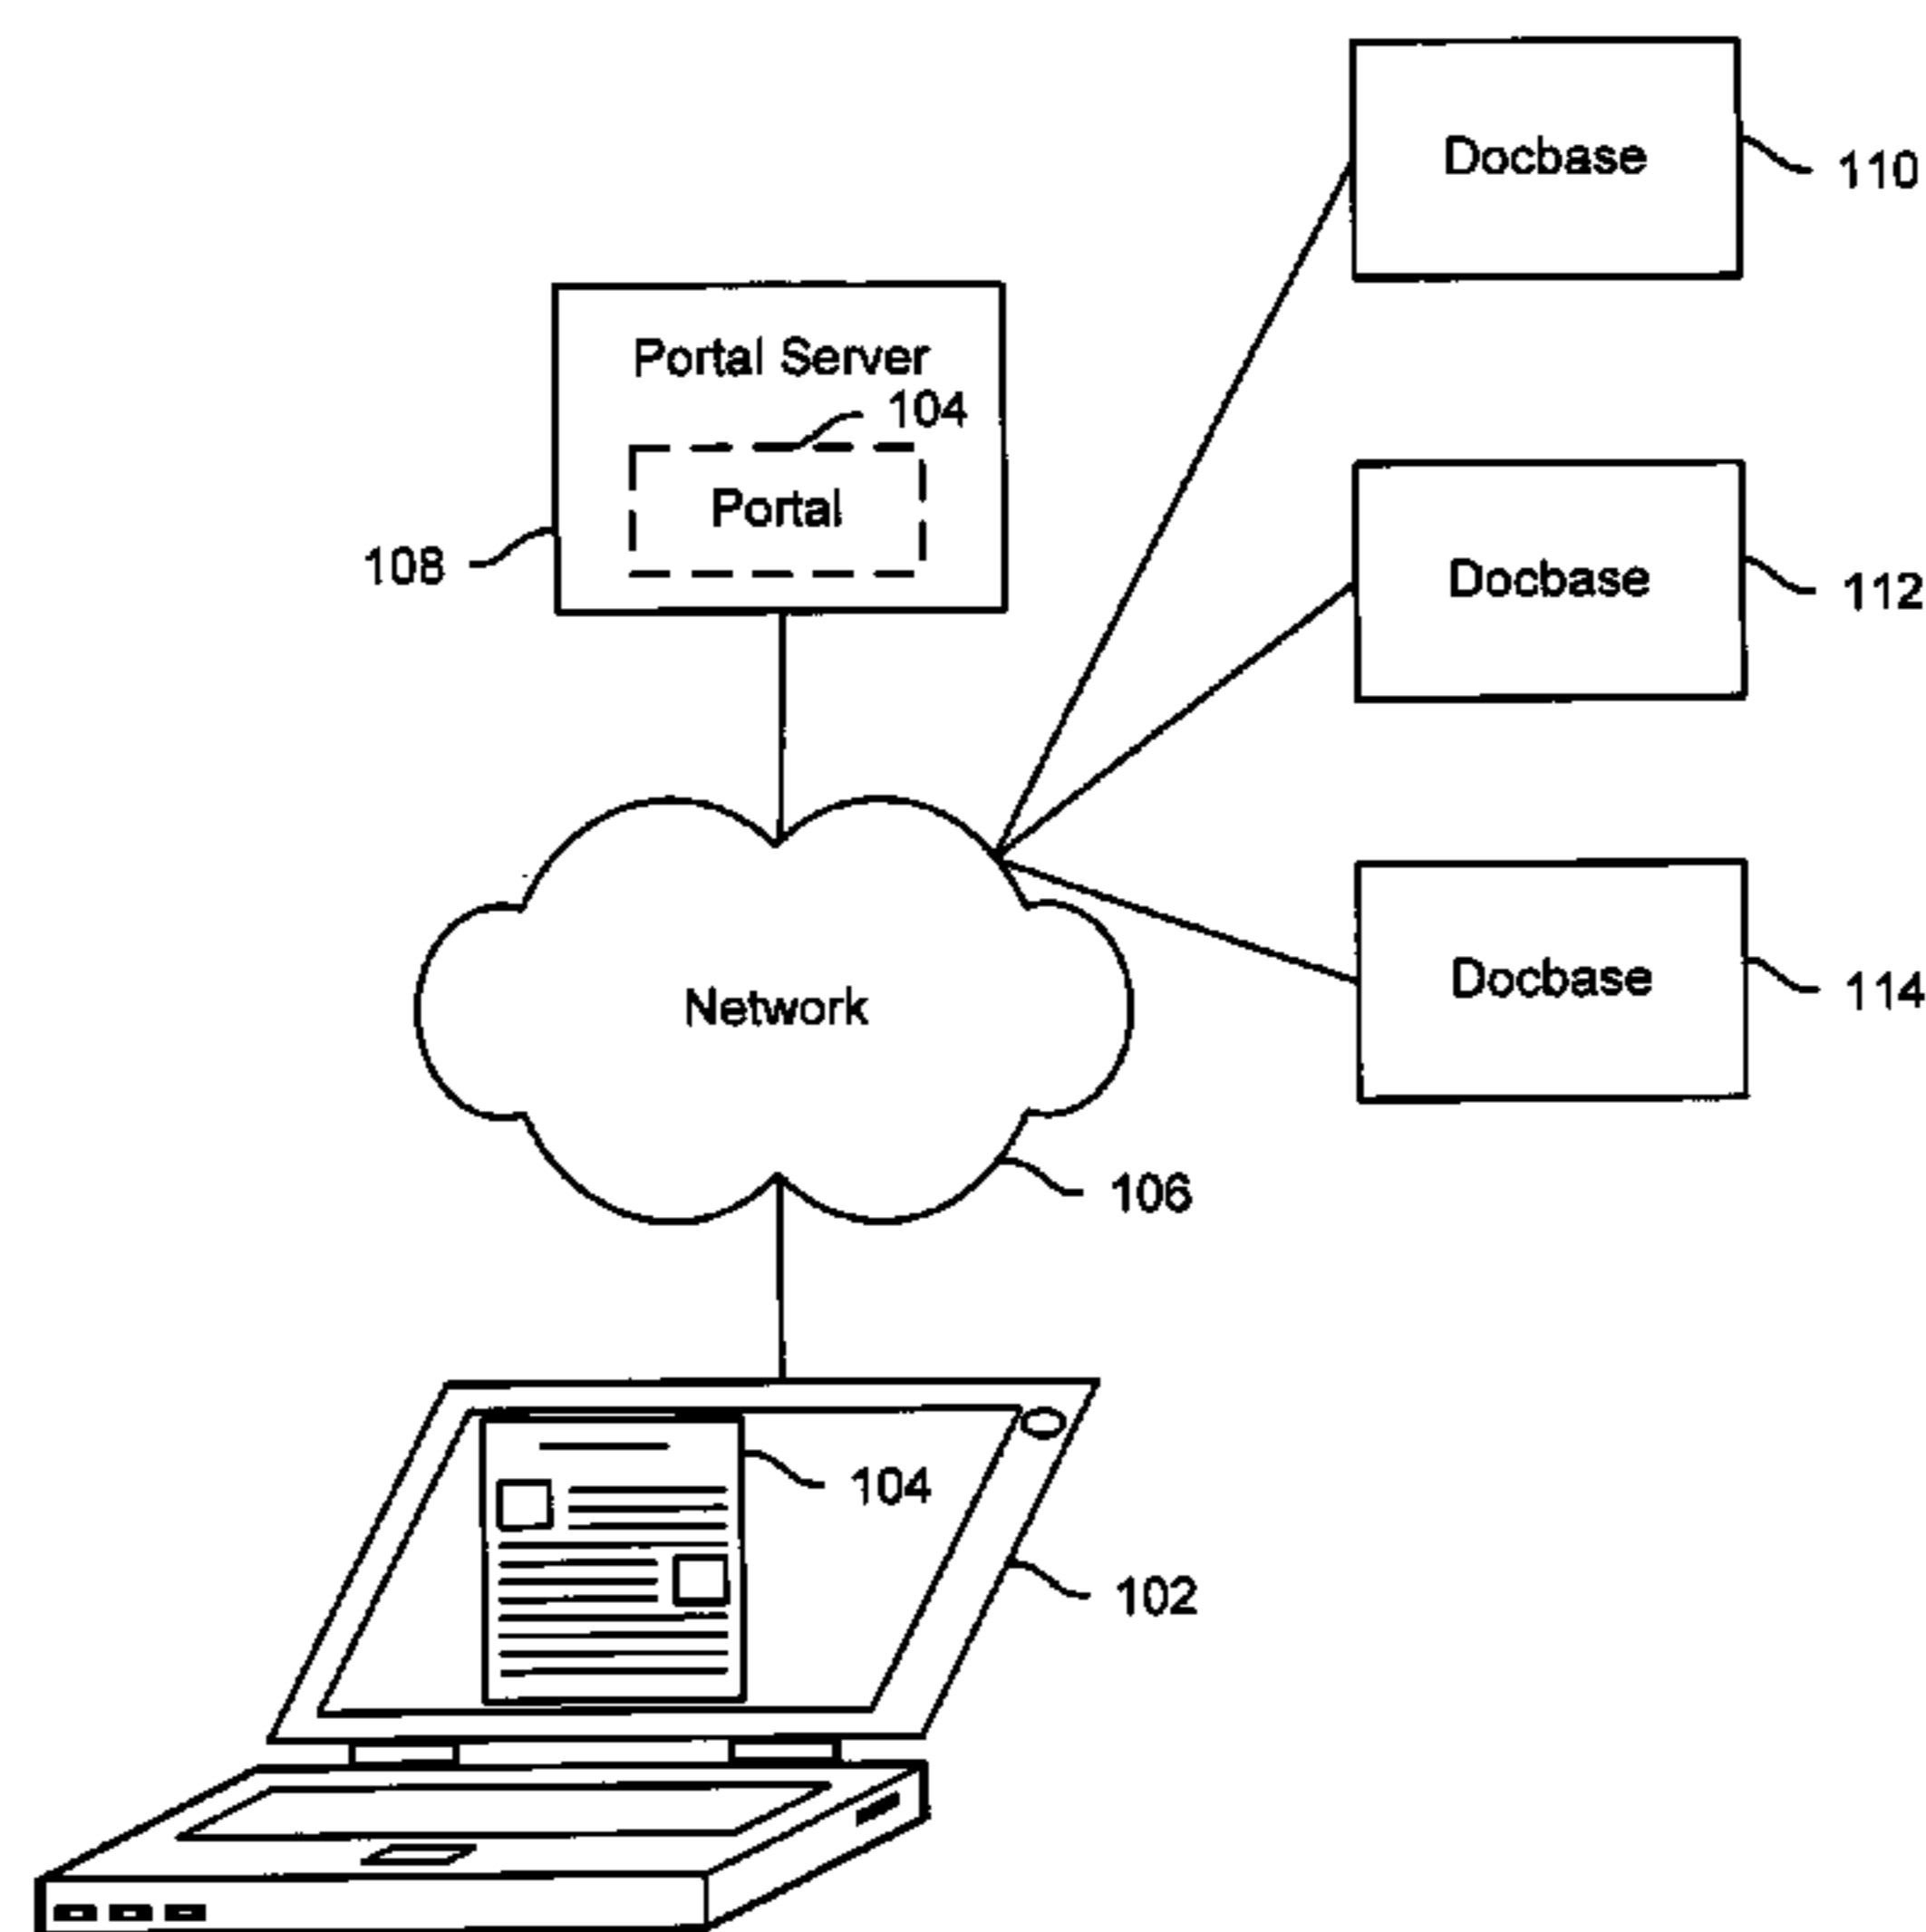 Docbase
110
Portal Server
104
Portal
108
Docbase
112
Docbase
114
Network
106
104
102